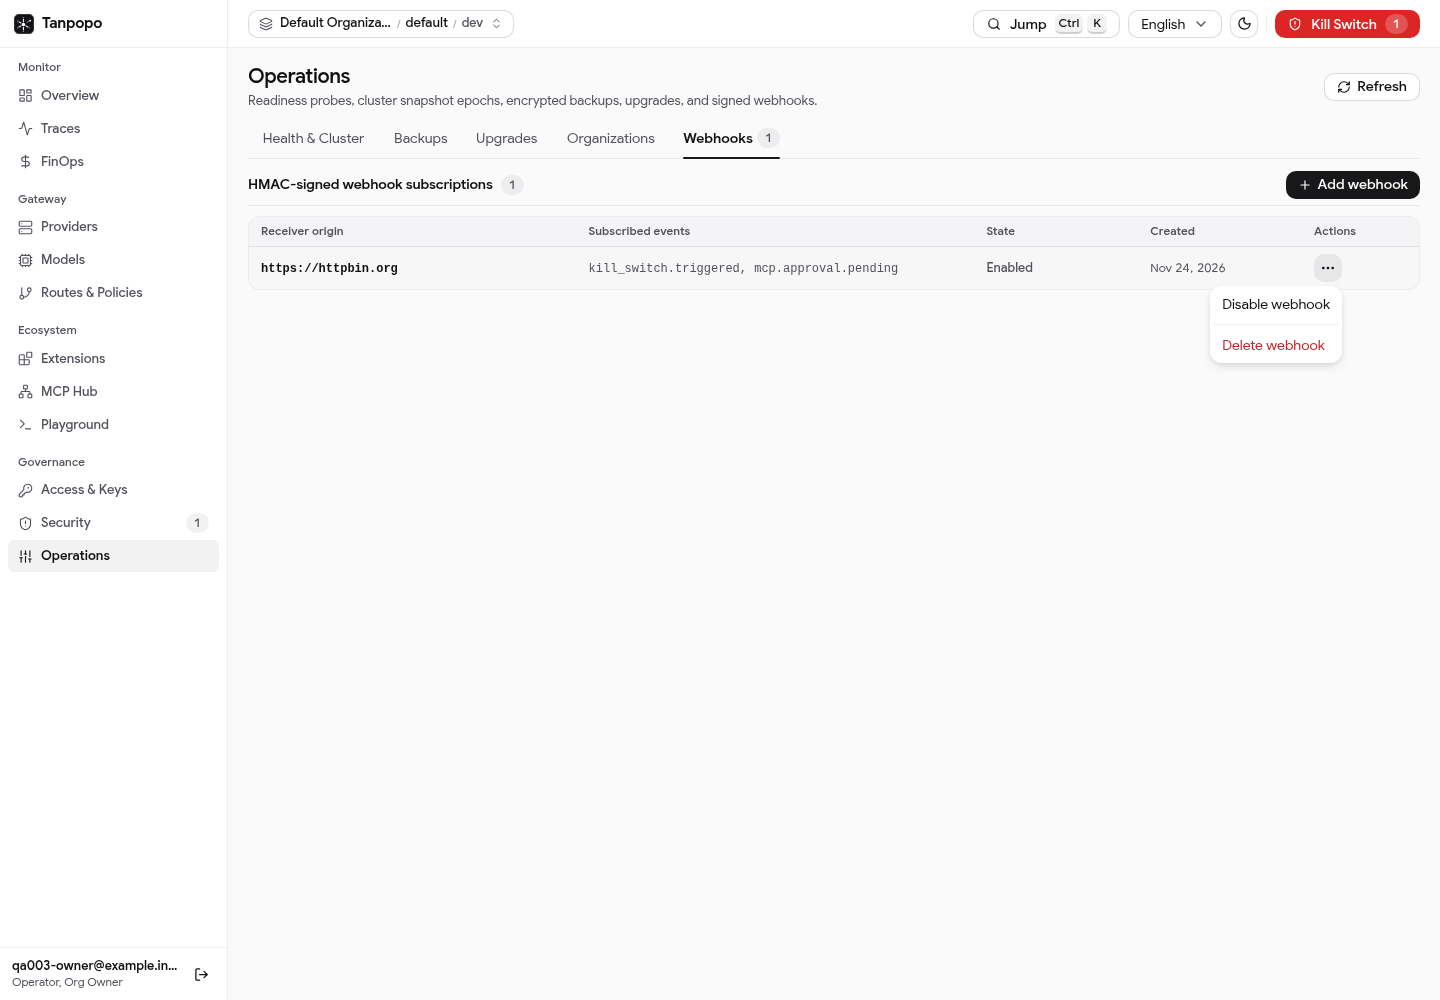 Tanpopo
Default Organiza... / default / dev
Jump Ctrl K
English
Kill Switch 1
Monitor
Overview
Traces
FinOps
Gateway
Providers
Models
Routes & Policies
Ecosystem
Extensions
MCP Hub
Playground
Governance
Access & Keys
Security 1
Operations
qa003-owner@example.in...
Operator, Org Owner
Operations
Readiness probes, cluster snapshot epochs, encrypted backups, upgrades, and signed webhooks.
Refresh
Health & Cluster Backups Upgrades Organizations Webhooks 1
HMAC-signed webhook subscriptions 1
Add webhook
Receiver origin Subscribed events State Created Actions
https://httpbin.org kill_switch.triggered, mcp.approval.pending Enabled Nov 24, 2026
Disable webhook
Delete webhook